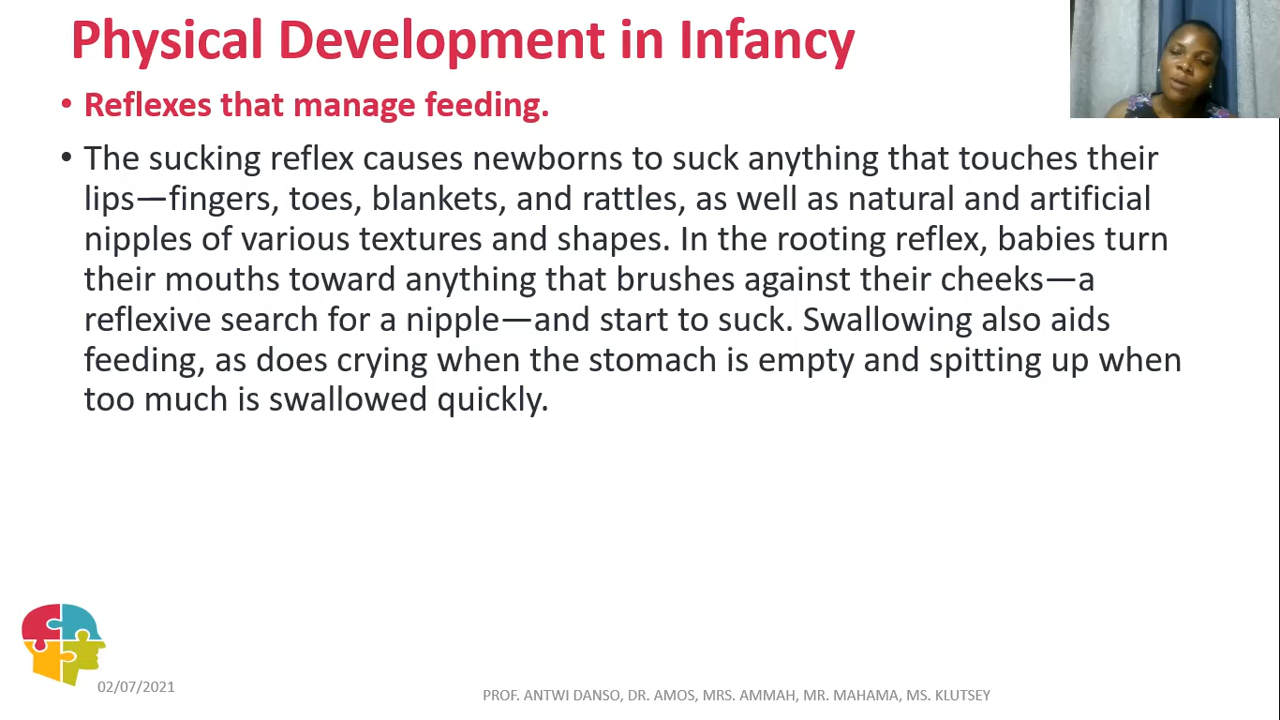 Physical Development in Infancy
• Reflexes that manage feeding.
• The sucking reflex causes newborns to suck anything that touches their
lips—fingers, toes, blankets, and rattles, as well as natural and artificial
nipples of various textures and shapes. In the rooting reflex, babies turn
their mouths toward anything that brushes against their cheeks—a
reflexive search for a nipple—and start to suck. Swallowing also aids
feeding, as does crying when the stomach is empty and spitting up when
too much is swallowed quickly.
02/07/2021
PROF. ANTWI DANSO, DR. AMOS, MRS. AMMAH, MR. MAHAMA, MS. KLUTSEY